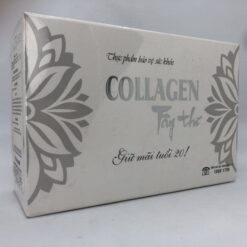 Thực phẩm bảo vệ sức khỏe
COLLAGEN
Tây thi
Giữ mãi tuổi 20!